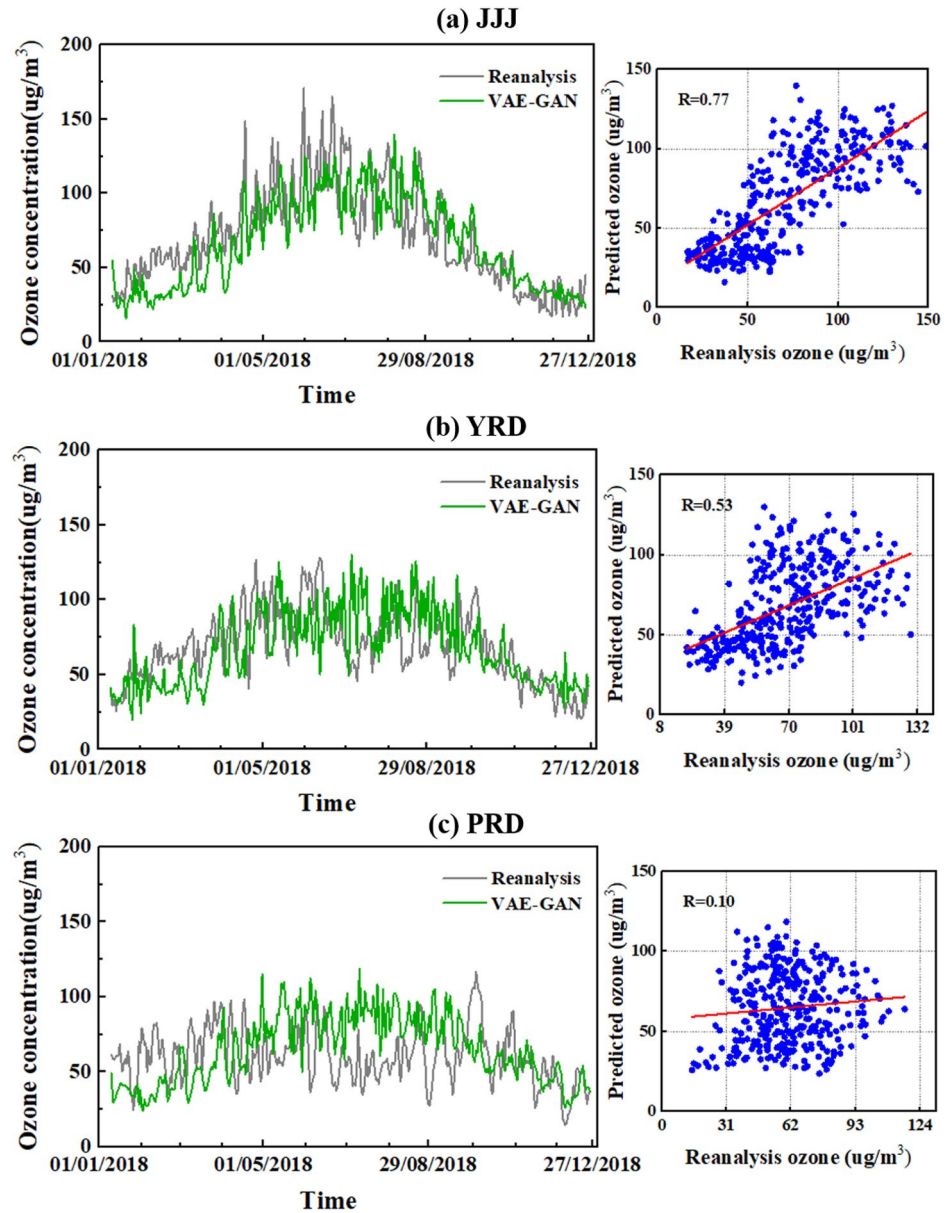 (a) JJJ
Ozone concentration(ug/m³)
200
150
100
50
0
Reanalysis
VAE-GAN
01/01/2018 01/05/2018 29/08/2018 27/12/2018
Time
Predicted ozone (ug/m³)
150
100
50
0
R=0.77
0 50 100 150
Reanalysis ozone (ug/m³)
(b) YRD
Ozone concentration(ug/m³)
200
150
100
50
0
Reanalysis
VAE-GAN
01/01/2018 01/05/2018 29/08/2018 27/12/2018
Time
Predicted ozone (ug/m³)
150
100
50
0
R=0.53
8 39 70 101 132
Reanalysis ozone (ug/m³)
(c) PRD
Ozone concentration(ug/m³)
200
150
100
50
0
Reanalysis
VAE-GAN
01/01/2018 01/05/2018 29/08/2018 27/12/2018
Time
Predicted ozone (ug/m³)
150
100
50
0
R=0.10
0 31 62 93 124
Reanalysis ozone (ug/m³)